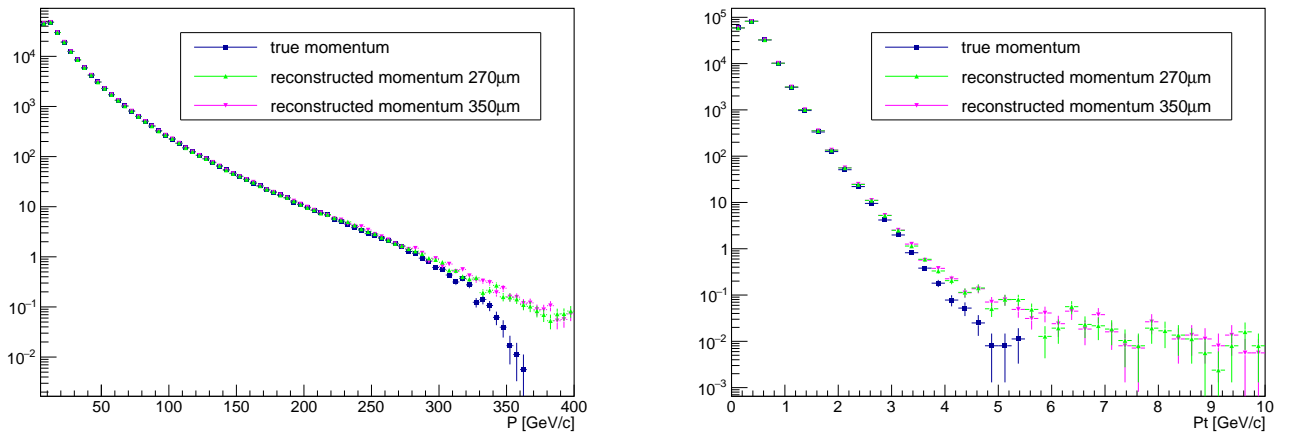 10⁴
10³
10²
10
1
10⁻¹
10⁻²
50 100 150 200 250 300 350 400
P [GeV/c]
true momentum
reconstructed momentum 270μm
reconstructed momentum 350μm
10⁵
10⁴
10³
10²
10
1
10⁻¹
10⁻²
10⁻³
0 1 2 3 4 5 6 7 8 9 10
Pt [GeV/c]
true momentum
reconstructed momentum 270μm
reconstructed momentum 350μm